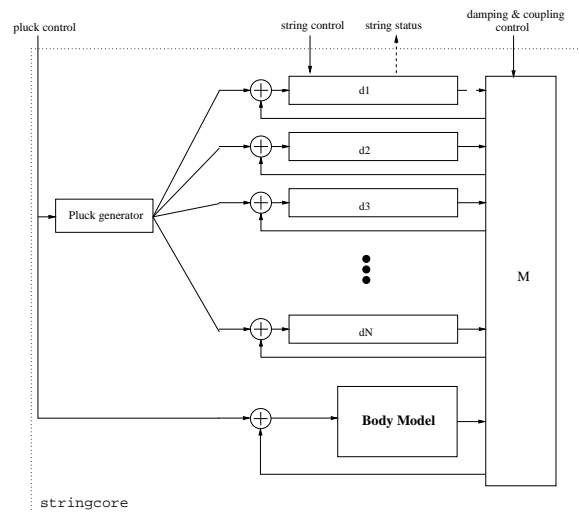 pluck control
string control
string status
damping & coupling
control
d1
d2
d3
Pluck generator
M
dN
Body Model
stringcore